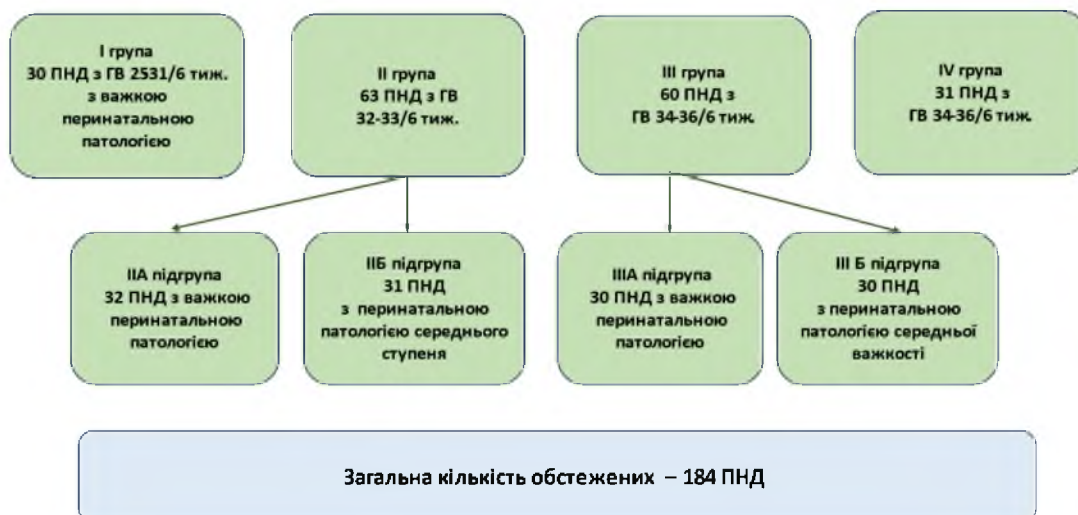 І група
30 ПНД з ГВ 2531/6 тиж.
з важкою
перинатальною
патологією
ІІ група
63 ПНД з ГВ
32-33/6 тиж.
ІІІ група
60 ПНД з
ГВ 34-36/6 тиж.
IV група
31 ПНД з
ГВ 34-36/6 тиж.
ІІА підгрупа
32 ПНД з важкою
перинатальною
патологією
ІІБ підгрупа
31 ПНД
з перинатальною
патологією середнього
ступеня
ІІІА підгрупа
30 ПНД з важкою
перинатальною
патологією
ІІІ Б підгрупа
30 ПНД
з перинатальною
патологією середньої
важкості
Загальна кількість обстежених – 184 ПНД